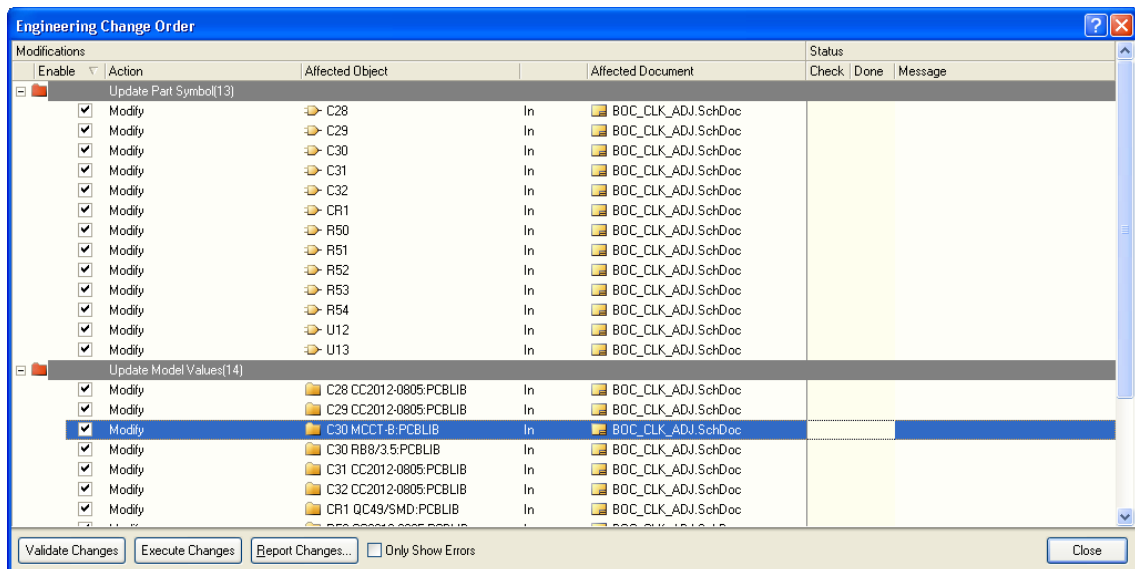 Engineering Change Order
Modifications Status
Enable Action Affected Object Affected Document Check Done Message
Update Part Symbol(13)
Modify C28 In BOC_CLK_ADJ.SchDoc
Modify C29 In BOC_CLK_ADJ.SchDoc
Modify C30 In BOC_CLK_ADJ.SchDoc
Modify C31 In BOC_CLK_ADJ.SchDoc
Modify C32 In BOC_CLK_ADJ.SchDoc
Modify CR1 In BOC_CLK_ADJ.SchDoc
Modify R50 In BOC_CLK_ADJ.SchDoc
Modify R51 In BOC_CLK_ADJ.SchDoc
Modify R52 In BOC_CLK_ADJ.SchDoc
Modify R53 In BOC_CLK_ADJ.SchDoc
Modify R54 In BOC_CLK_ADJ.SchDoc
Modify U12 In BOC_CLK_ADJ.SchDoc
Modify U13 In BOC_CLK_ADJ.SchDoc
Update Model Values(14)
Modify C28 CC2012-0805:PCBLIB In BOC_CLK_ADJ.SchDoc
Modify C29 CC2012-0805:PCBLIB In BOC_CLK_ADJ.SchDoc
Modify C30 MCCT-B:PCBLIB In BOC_CLK_ADJ.SchDoc
Modify C30 RB8/3.5:PCBLIB In BOC_CLK_ADJ.SchDoc
Modify C31 CC2012-0805:PCBLIB In BOC_CLK_ADJ.SchDoc
Modify C32 CC2012-0805:PCBLIB In BOC_CLK_ADJ.SchDoc
Modify CR1 QC49/SMD:PCBLIB In BOC_CLK_ADJ.SchDoc
Validate Changes Execute Changes Report Changes... Only Show Errors Close